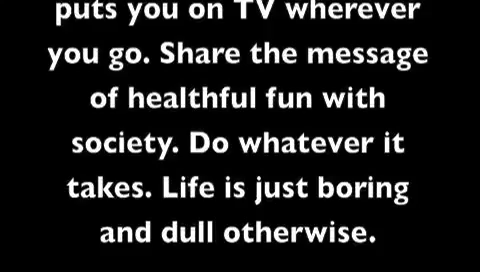 puts you on TV wherever
you go. Share the message
of healthful fun with
society. Do whatever it
takes. Life is just boring
and dull otherwise.